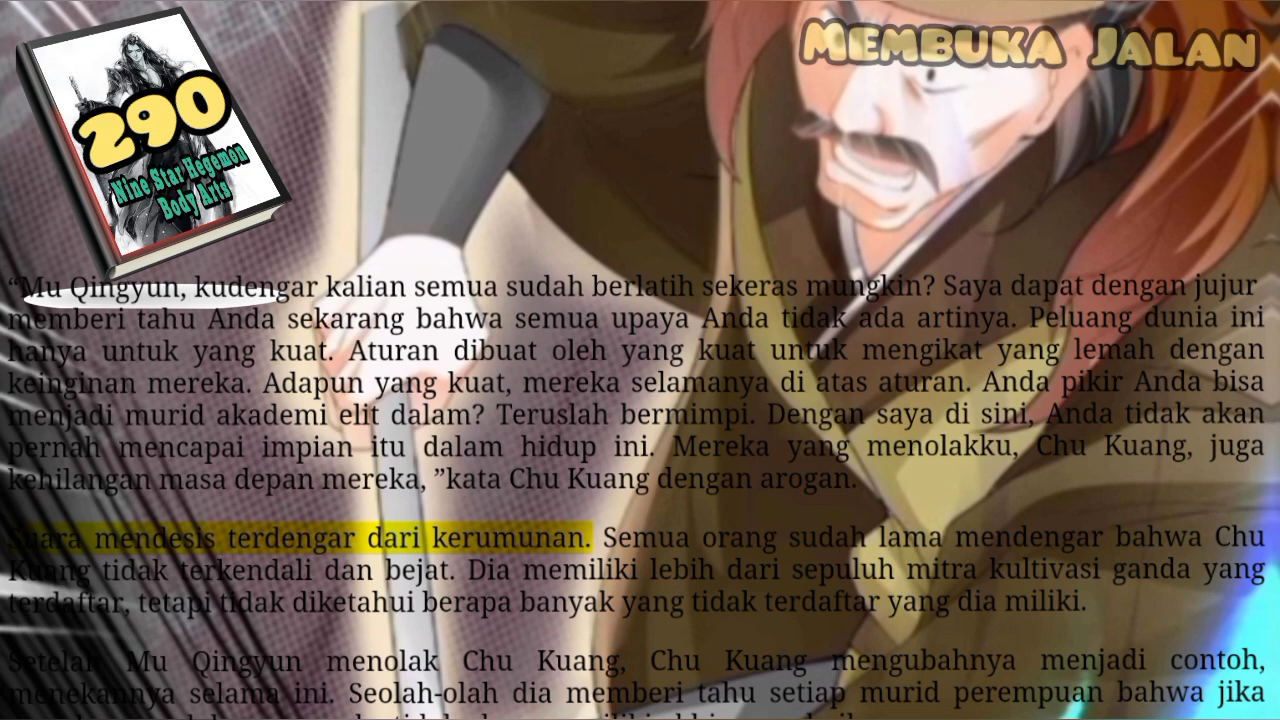 Membuka Jalan
290
Nine Star Hegemon
Body Arts
“Mu Qingyun, kudengar kalian semua sudah berlatih sekeras mungkin? Saya dapat dengan jujur
memberi tahu Anda sekarang bahwa semua upaya Anda tidak ada artinya. Peluang dunia ini
hanya untuk yang kuat. Aturan dibuat oleh yang kuat untuk mengikat yang lemah dengan
keinginan mereka. Adapun yang kuat, mereka selamanya di atas aturan. Anda pikir Anda bisa
menjadi murid akademi elit dalam? Teruslah bermimpi. Dengan saya di sini, Anda tidak akan
pernah mencapai impian itu dalam hidup ini. Mereka yang menolakku, Chu Kuang, juga
kehilangan masa depan mereka, ”kata Chu Kuang dengan arogan.
Suara mendesis terdengar dari kerumunan. Semua orang sudah lama mendengar bahwa Chu
Kuang tidak terkendali dan bejat. Dia memiliki lebih dari sepuluh mitra kultivasi ganda yang
terdaftar, tetapi tidak diketahui berapa banyak yang tidak terdaftar yang dia miliki.
Setelah Mu Qingyun menolak Chu Kuang, Chu Kuang mengubahnya menjadi contoh,
menekannya selama ini. Seolah-olah dia memberi tahu setiap murid perempuan bahwa jika